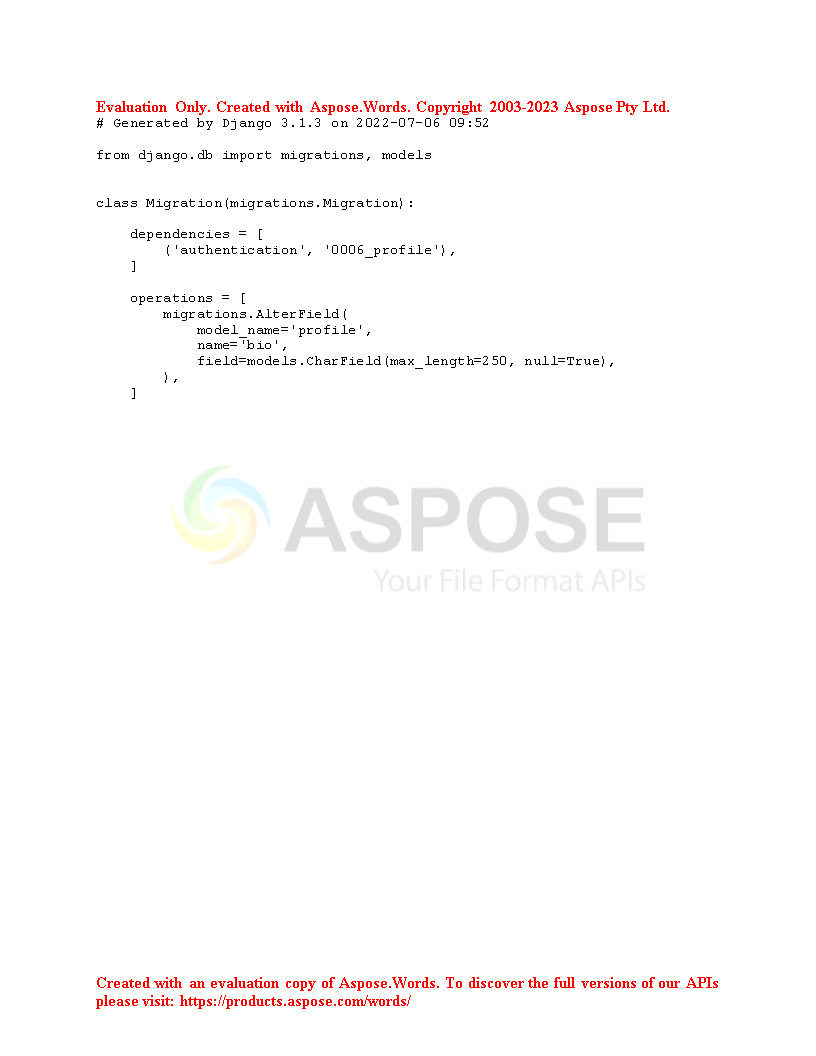 Evaluation Only. Created with Aspose.Words. Copyright 2003-2023 Aspose Pty Ltd.
# Generated by Django 3.1.3 on 2022-07-06 09:52

from django.db import migrations, models


class Migration(migrations.Migration):

    dependencies = [
        ('authentication', '0006_profile'),
    ]

    operations = [
        migrations.AlterField(
            model_name='profile',
            name='bio',
            field=models.CharField(max_length=250, null=True),
        ),
    ]
ASPOSE
Your File Format APIs
Created with an evaluation copy of Aspose.Words. To discover the full versions of our APIs
please visit: https://products.aspose.com/words/